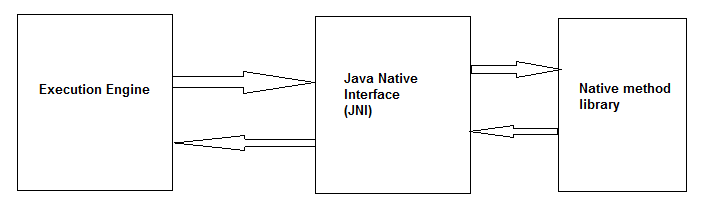 Execution Engine
Java Native
Interface
(JNI)
Native method
library